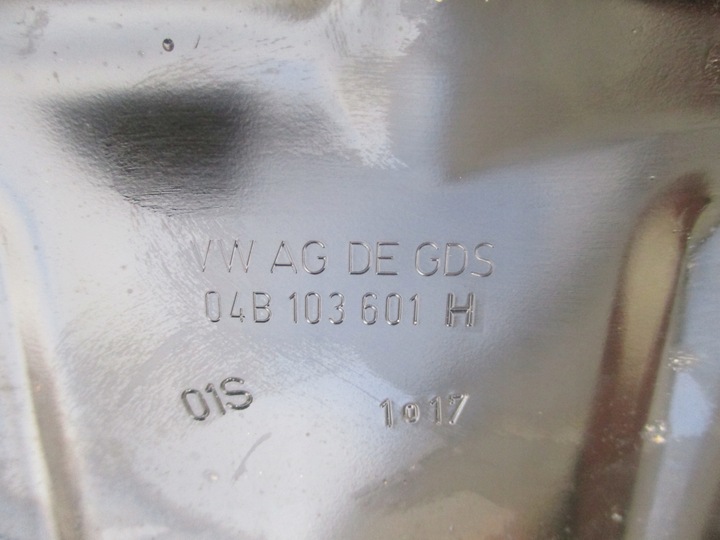 VW AG DE GDS
04B 103 601 H
01S 1017